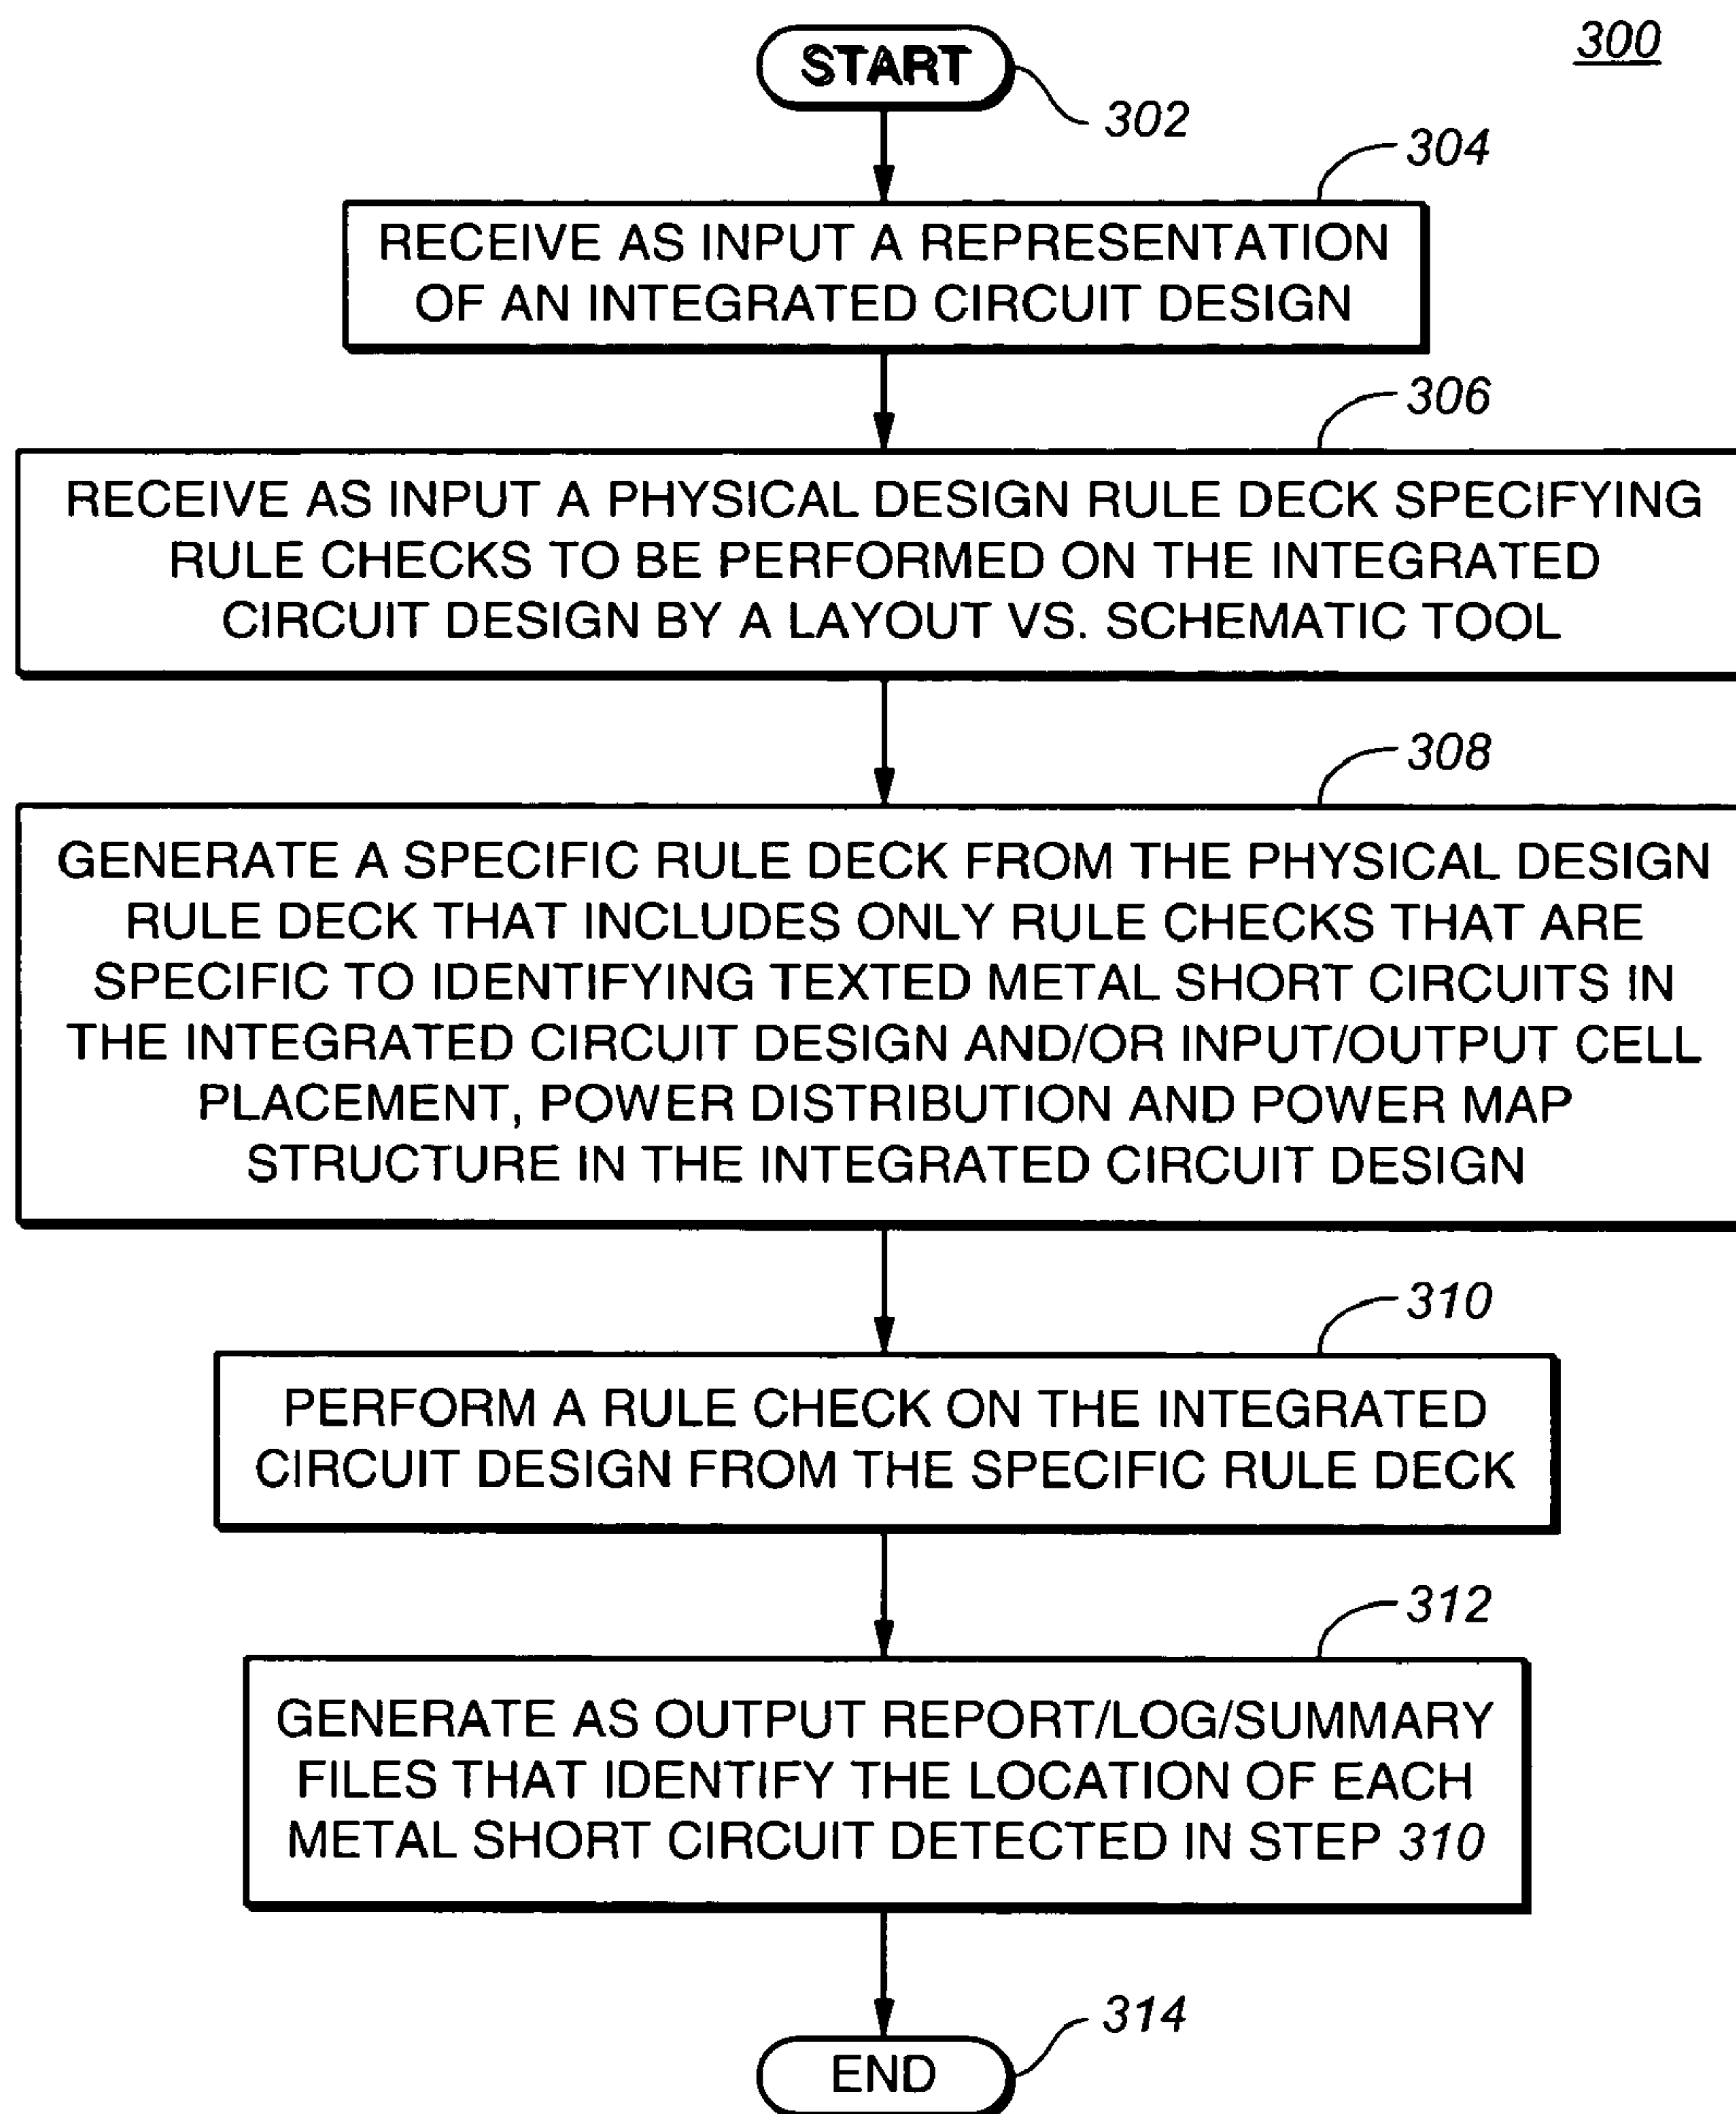 300
START
302
304
RECEIVE AS INPUT A REPRESENTATION
OF AN INTEGRATED CIRCUIT DESIGN
306
RECEIVE AS INPUT A PHYSICAL DESIGN RULE DECK SPECIFYING
RULE CHECKS TO BE PERFORMED ON THE INTEGRATED
CIRCUIT DESIGN BY A LAYOUT VS. SCHEMATIC TOOL
308
GENERATE A SPECIFIC RULE DECK FROM THE PHYSICAL DESIGN
RULE DECK THAT INCLUDES ONLY RULE CHECKS THAT ARE
SPECIFIC TO IDENTIFYING TEXTED METAL SHORT CIRCUITS IN
THE INTEGRATED CIRCUIT DESIGN AND/OR INPUT/OUTPUT CELL
PLACEMENT, POWER DISTRIBUTION AND POWER MAP
STRUCTURE IN THE INTEGRATED CIRCUIT DESIGN
310
PERFORM A RULE CHECK ON THE INTEGRATED
CIRCUIT DESIGN FROM THE SPECIFIC RULE DECK
312
GENERATE AS OUTPUT REPORT/LOG/SUMMARY
FILES THAT IDENTIFY THE LOCATION OF EACH
METAL SHORT CIRCUIT DETECTED IN STEP 310
314
END